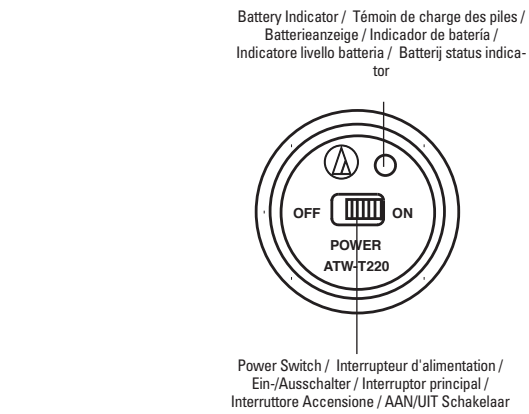 Battery Indicator / Témoin de charge des piles /
Batterieanzeige / Indicador de batería /
Indicatore livello batteria / Batterij status indica-
tor
OFF ON
POWER
ATW-T220
Power Switch / Interrupteur d'alimentation /
Ein-/Ausschalter / Interruptor principal /
Interruttore Accensione / AAN/UIT Schakelaar